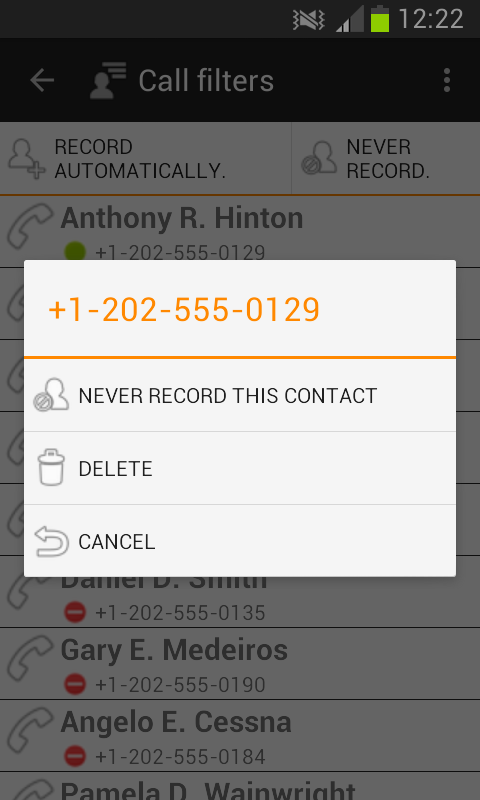 12:22
Call filters
RECORD
AUTOMATICALLY.
NEVER
RECORD.
Anthony R. Hinton
+1-202-555-0129
+1-202-555-0129
NEVER RECORD THIS CONTACT
DELETE
CANCEL
Daniel D. Smith
+1-202-555-0135
Gary E. Medeiros
+1-202-555-0190
Angelo E. Cessna
+1-202-555-0184
Pamela D. Wainwright